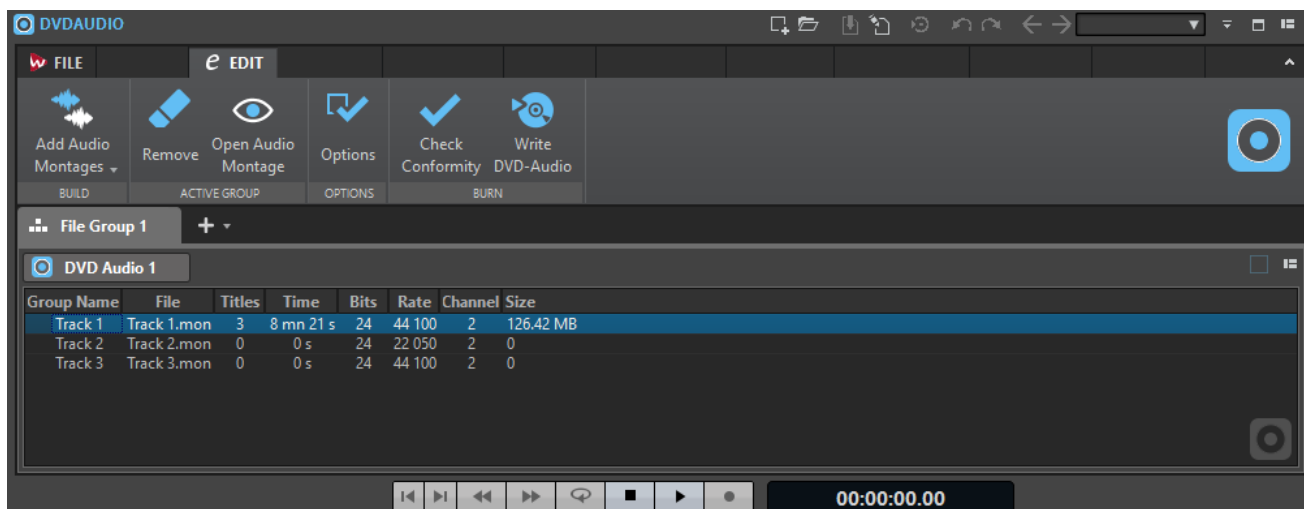 DVDAUDIO
FILE
EDIT
Add Audio Montages
Remove
Open Audio Montage
Options
Check Conformity
Write DVD-Audio
BUILD
ACTIVE GROUP
OPTIONS
BURN
File Group 1
DVD Audio 1
Group Name File Titles Time Bits Rate Channel Size
Track 1 Track 1.mon 3 8 mn 21 s 24 44 100 2 126.42 MB
Track 2 Track 2.mon 0 0 s 24 22 050 2 0
Track 3 Track 3.mon 0 0 s 24 44 100 2 0
00:00:00.00